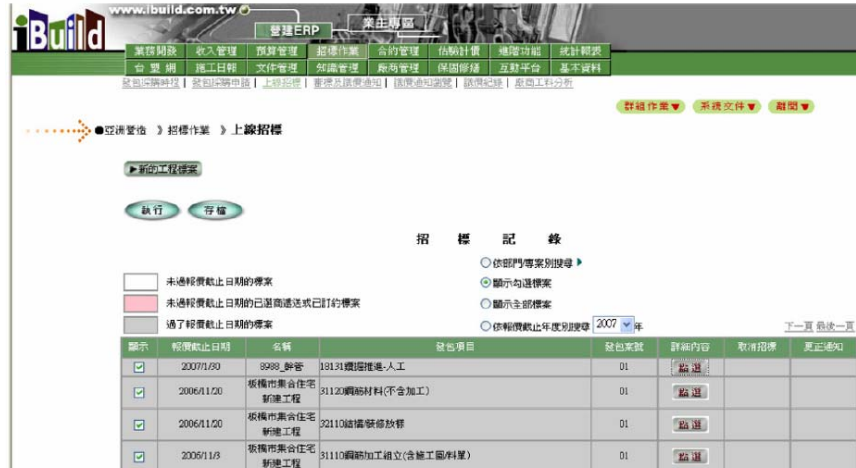 www.ibuild.com.tw
iBuild
營建ERP 業主專區
業務開發 收入管理 預算管理 招標作業 合約管理 估驗計價 進階功能 統計報表
台塑網 施工日報 文件管理 知識管理 廠商管理 保固修繕 互動平台 基本資料
發包採購時程 | 發包採購申請 | 上線招標 | 審標及議價通知 | 議價通知瀏覽 | 議價紀錄 | 廠商工料分析
詳細作業▼ 系統文件▼ 離開▼
●亞洲營造 》招標作業 》上線招標
▶新的工程標案
執行 存檔
招標記錄
依部門/專案別搜尋
未過報價截止日期的標案 顯示勾選標案
未過報價截止日期的已選商遞送或已訂約標案 顯示全部標案
過了報價截止日期的標案 依報價截止年度別搜尋 2007 年 下一頁 最後一頁
顯示 報價截止日期 名稱 發包項目 發包案號 詳細內容 取消招標 更正通知
2007/1/30 8988_幹管 18131鑽掘推進-人工 01 點選
2006/11/20 板橋市集合住宅新建工程 31120鋼筋材料(不含加工) 01 點選
2006/11/20 板橋市集合住宅新建工程 32110結構/裝修放樣 01 點選
2006/11/3 板橋市集合住宅新建工程 31110鋼筋加工組立(含施工圖/料單) 01 點選